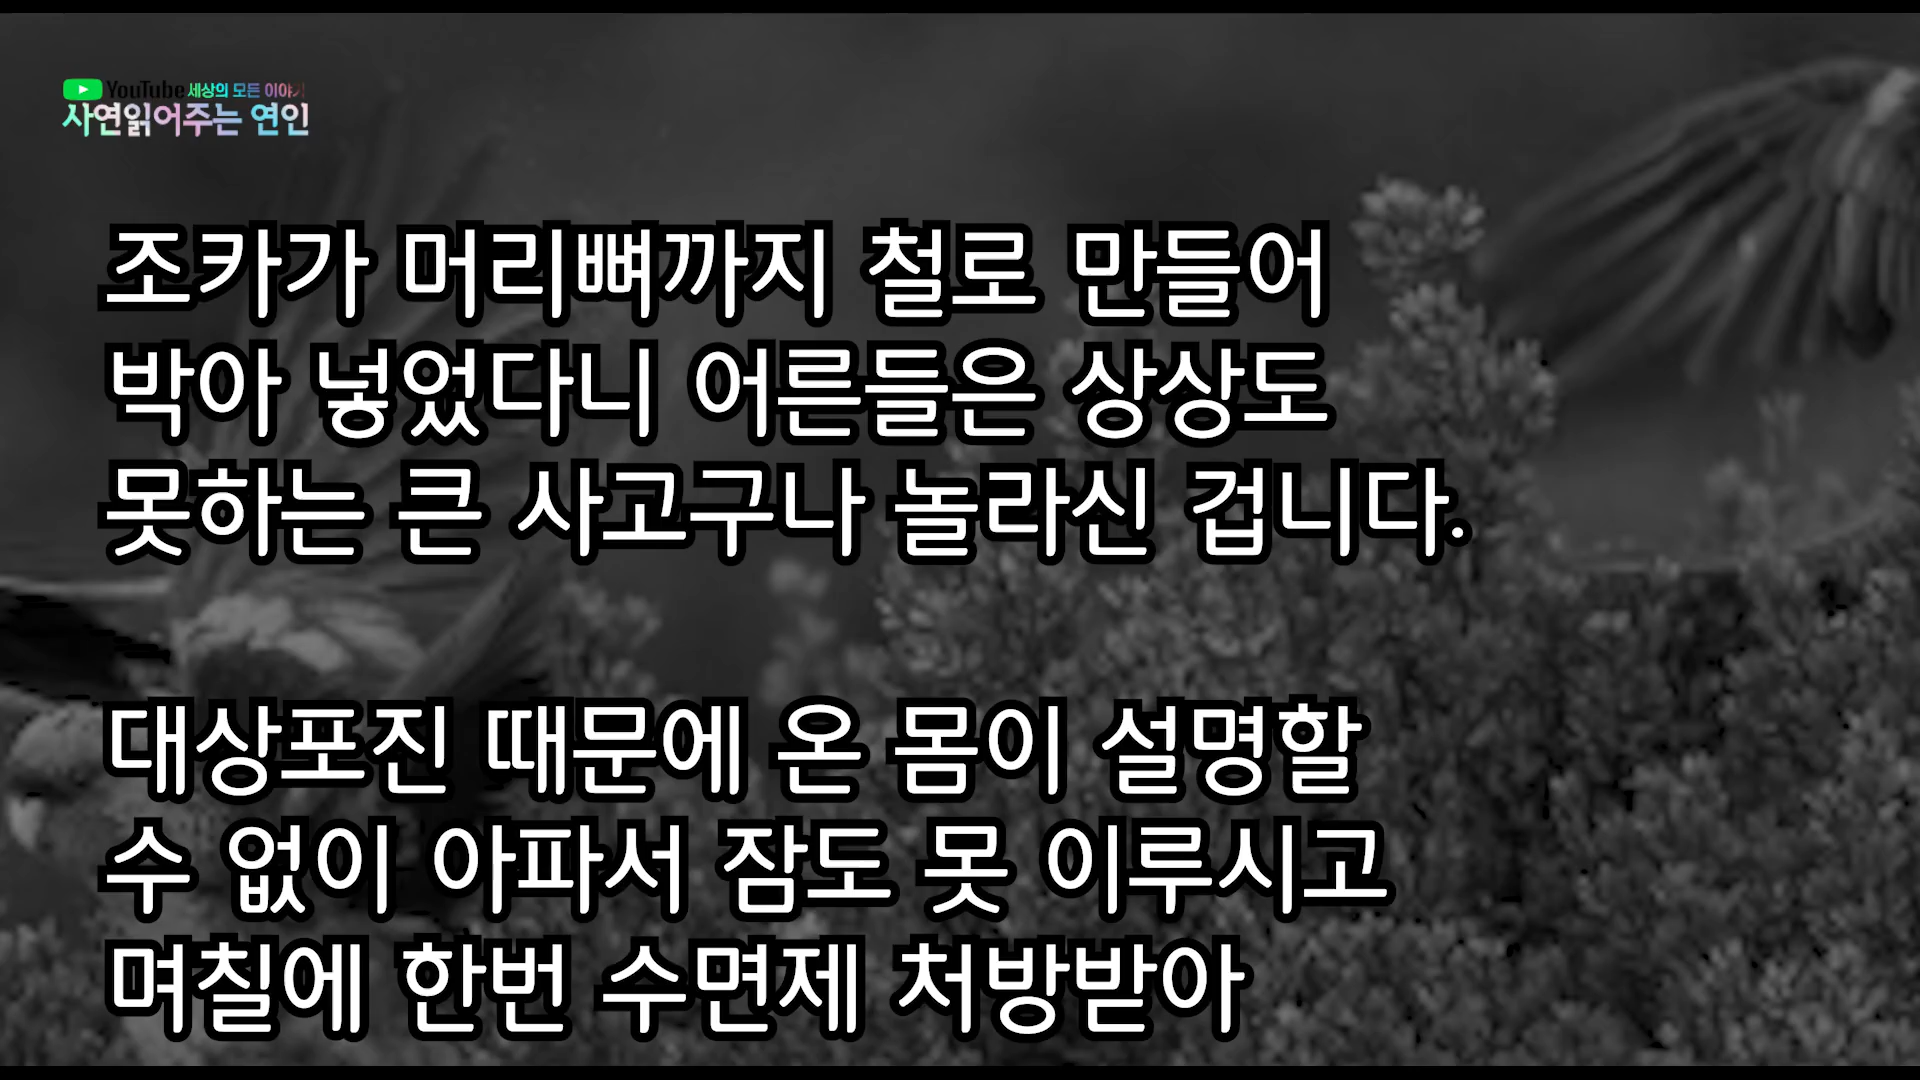 YouTube 세상의 모든 이야기
사연읽어주는 연인
조카가 머리뼈까지 철로 만들어
박아 넣었다니 어른들은 상상도
못하는 큰 사고구나 놀라신 겁니다.
대상포진 때문에 온 몸이 설명할
수 없이 아파서 잠도 못 이루시고
며칠에 한번 수면제 처방받아